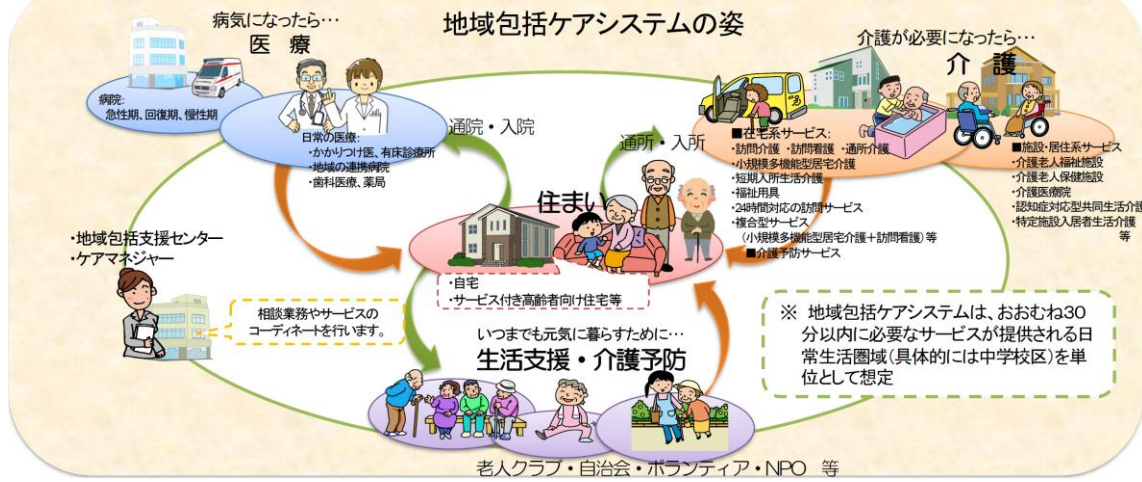 地域包括ケアシステムの姿
病気になったら…
医 療
病院:
急性期、回復期、慢性期
日常の医療:
・かかりつけ医、有床診療所
・地域の連携病院
・歯科医療、薬局
通院・入院
介護が必要になったら…
介 護
通所・入所
■在宅系サービス:
・訪問介護 ・訪問看護 ・通所介護
・小規模多機能型居宅介護
・短期入所生活介護
・福祉用具
・24時間対応の訪問サービス
・複合型サービス
(小規模多機能型居宅介護+訪問看護)等
■介護予防サービス
■施設・居住系サービス
・介護老人福祉施設
・介護老人保健施設
・介護医療院
・認知症対応型共同生活介護
・特定施設入居者生活介護
等
住まい
・自宅
・サービス付き高齢者向け住宅等
・地域包括支援センター
・ケアマネジャー
相談業務やサービスの
コーディネートを行います。
いつまでも元気に暮らすために…
生活支援・介護予防
老人クラブ・自治会・ボランティア・NPO 等
※ 地域包括ケアシステムは、おおむね30
分以内に必要なサービスが提供される日
常生活圏域(具体的には中学校区)を単
位として想定